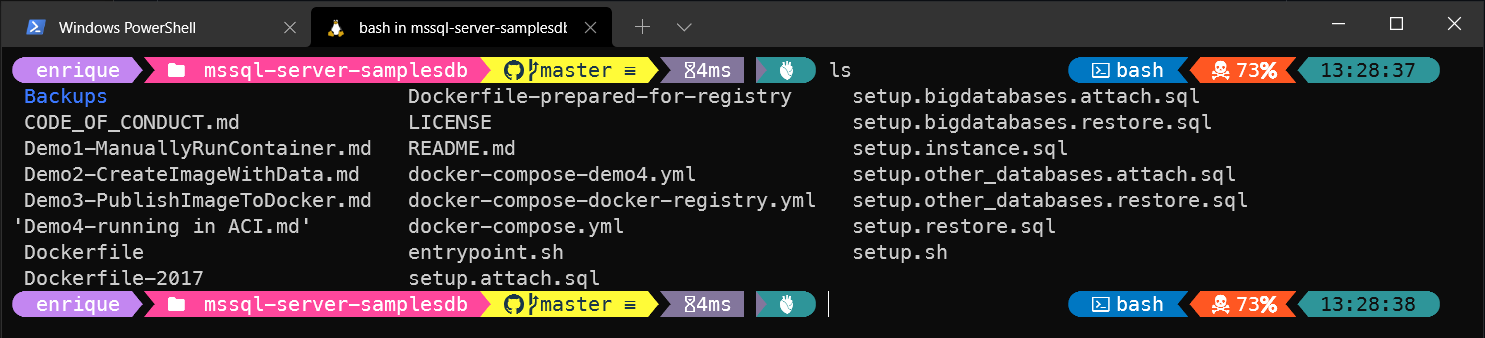 Windows PowerShell bash in mssql-server-samplesdb
enrique mssql-server-samplesdb master ≡ 4ms ls bash 73% 13:28:37
Backups Dockerfile-prepared-for-registry setup.bigdatabases.attach.sql
CODE_OF_CONDUCT.md LICENSE setup.bigdatabases.restore.sql
Demo1-ManuallyRunContainer.md README.md setup.instance.sql
Demo2-CreateImageWithData.md docker-compose-demo4.yml setup.other_databases.attach.sql
Demo3-PublishImageToDocker.md docker-compose-docker-registry.yml setup.other_databases.restore.sql
'Demo4-running in ACI.md' docker-compose.yml setup.restore.sql
Dockerfile entrypoint.sh setup.sh
Dockerfile-2017 setup.attach.sql
enrique mssql-server-samplesdb master ≡ 4ms bash 73% 13:28:38